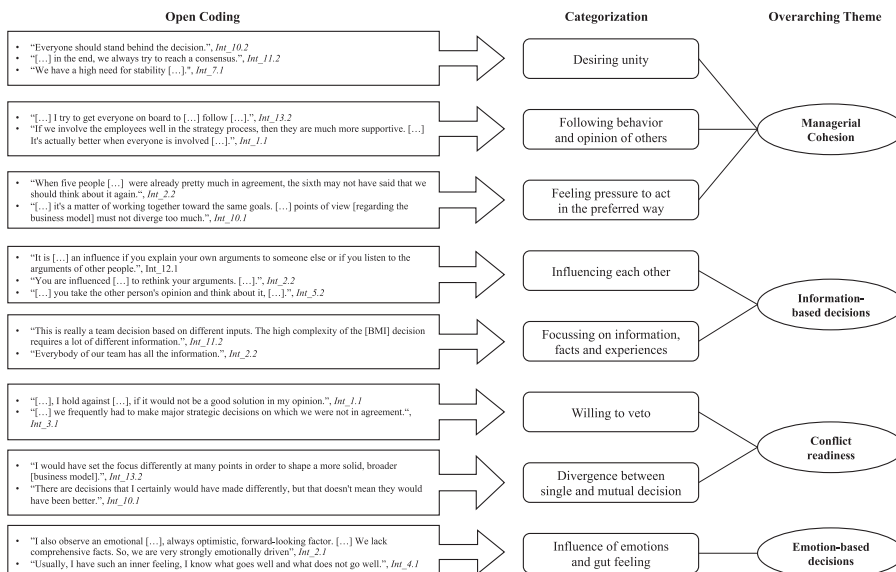 Open Coding
Categorization
Overarching Theme
• “Everyone should stand behind the decision.”, Int_10.2
• “[…] in the end, we always try to reach a consensus.”, Int_11.2
• “We have a high need for stability […].", Int_7.1
Desiring unity
• “[…] I try to get everyone on board to […] follow […].”, Int_13.2
• “If we involve the employees well in the strategy process, then they are much more supportive. […]
It's actually better when everyone is involved […].”, Int_1.1
Following behavior
and opinion of others
Managerial
Cohesion
• “When five people […] were already pretty much in agreement, the sixth may not have said that we
should think about it again.“, Int_2.2
• “[…] it's a matter of working together toward the same goals. […] points of view [regarding the
business model] must not diverge too much.”, Int_10.1
Feeling pressure to act
in the preferred way
• “It is […] an influence if you explain your own arguments to someone else or if you listen to the
arguments of other people.”, Int_12.1
• “You are influenced […] to rethink your arguments. […].”, Int_2.2
• “[…] you take the other person's opinion and think about it, […].”, Int_5.2
Influencing each other
Information-
based decisions
• “This is really a team decision based on different inputs. The high complexity of the [BMI] decision
requires a lot of different information.”, Int_11.2
• “Everybody of our team has all the information.”, Int_2.2
Focussing on information,
facts and experiences
• “[…], I hold against […], if it would not be a good solution in my opinion.”, Int_1.1
• “[…] we frequently had to make major strategic decisions on which we were not in agreement.“,
Int_3.1
Willing to veto
Conflict
readiness
• “I would have set the focus differently at many points in order to shape a more solid, broader
[business model].”, Int_13.2
• “There are decisions that I certainly would have made differently, but that doesn't mean they would
have been better.”, Int_10.1
Divergence between
single and mutual decision
• ”I also observe an emotional […], always optimistic, forward-looking factor. […] We lack
comprehensive facts. So, we are very strongly emotionally driven”, Int_2.1
• “Usually, I have such an inner feeling, I know what goes well and what does not go well.”, Int_4.1
Influence of emotions
and gut feeling
Emotion-based
decisions